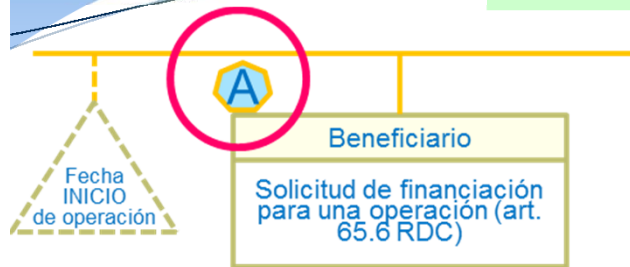 A
Beneficiario
Fecha
INICIO
de operación
Solicitud de financiación
para una operación (art.
65.6 RDC)